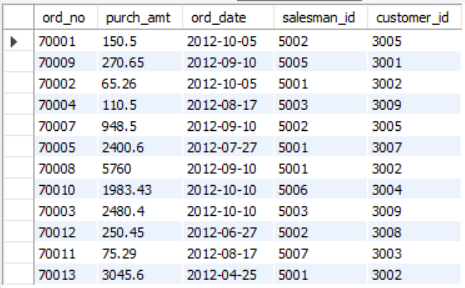 ord_no purch_amt ord_date salesman_id customer_id
70001 150.5 2012-10-05 5002 3005
70009 270.65 2012-09-10 5005 3001
70002 65.26 2012-10-05 5001 3002
70004 110.5 2012-08-17 5003 3009
70007 948.5 2012-09-10 5002 3005
70005 2400.6 2012-07-27 5001 3007
70008 5760 2012-09-10 5001 3002
70010 1983.43 2012-10-10 5006 3004
70003 2480.4 2012-10-10 5003 3009
70012 250.45 2012-06-27 5002 3008
70011 75.29 2012-08-17 5007 3003
70013 3045.6 2012-04-25 5001 3002